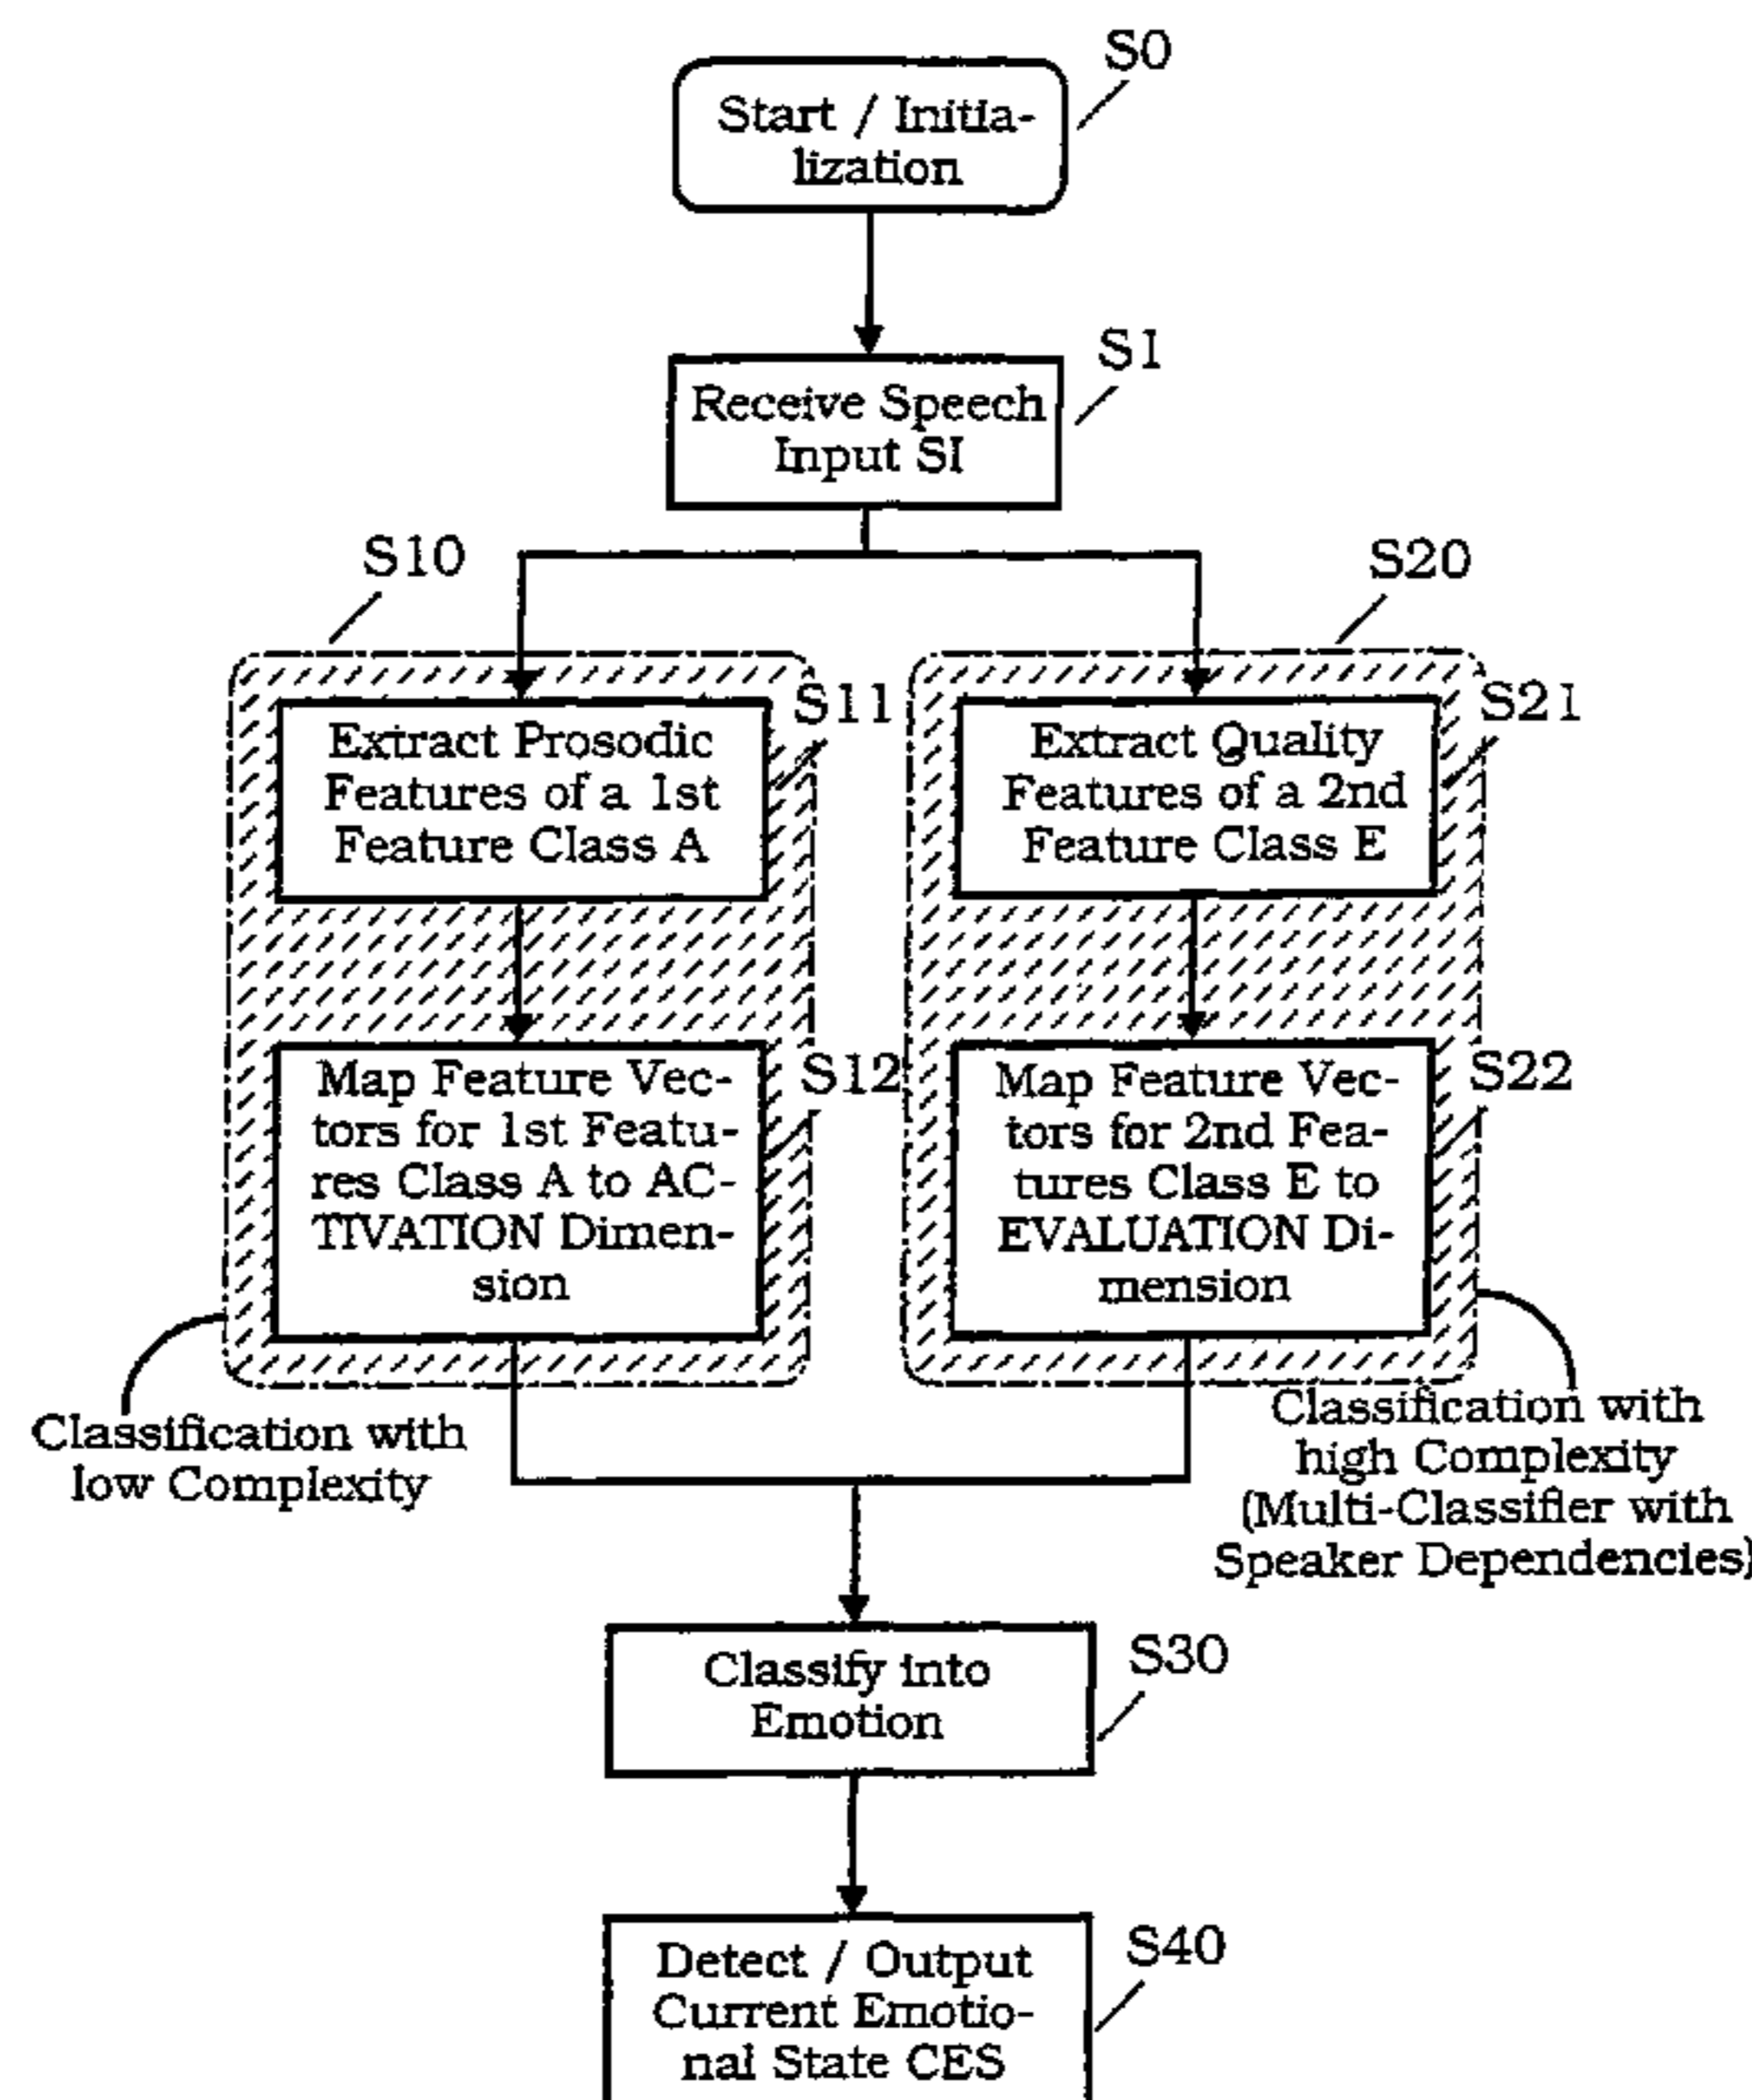 S0
Start / Initia-
lization
S1
Receive Speech
Input SI
S10
S20
S11
Extract Prosodic
Features of a 1st
Feature Class A
S21
Extract Quality
Features of a 2nd
Feature Class E
S12
Map Feature Vec-
tors for 1st Featu-
res Class A to AC-
TIVATION Dimen-
sion
S22
Map Feature Vec-
tors for 2nd Fea-
tures Class E to
EVALUATION Di-
mension
Classification with
low Complexity
Classification with
high Complexity
(Multi-Classifier with
Speaker Dependencies)
S30
Classify into
Emotion
S40
Detect / Output
Current Emotio-
nal State CES